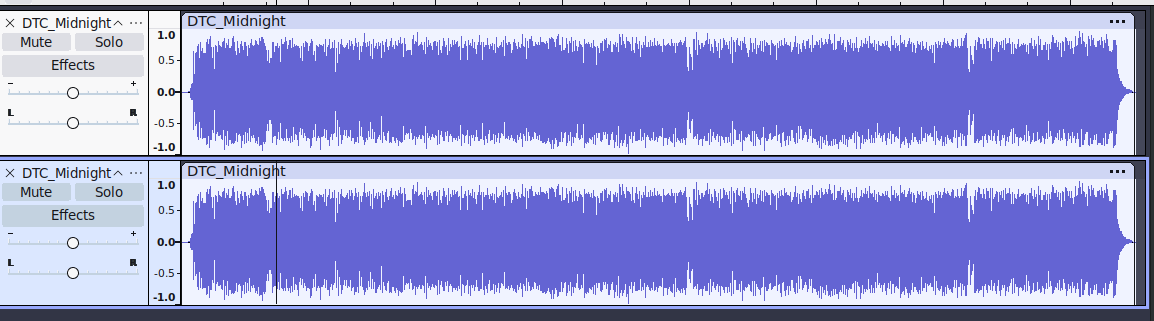 DTC_Midnight
DTC_Midnight
Mute Solo
Effects
- +
L R
1.0
0.5
0.0
-0.5
-1.0
DTC_Midnight
DTC_Midnight
Mute Solo
Effects
- +
L R
1.0
0.5
0.0
-0.5
-1.0